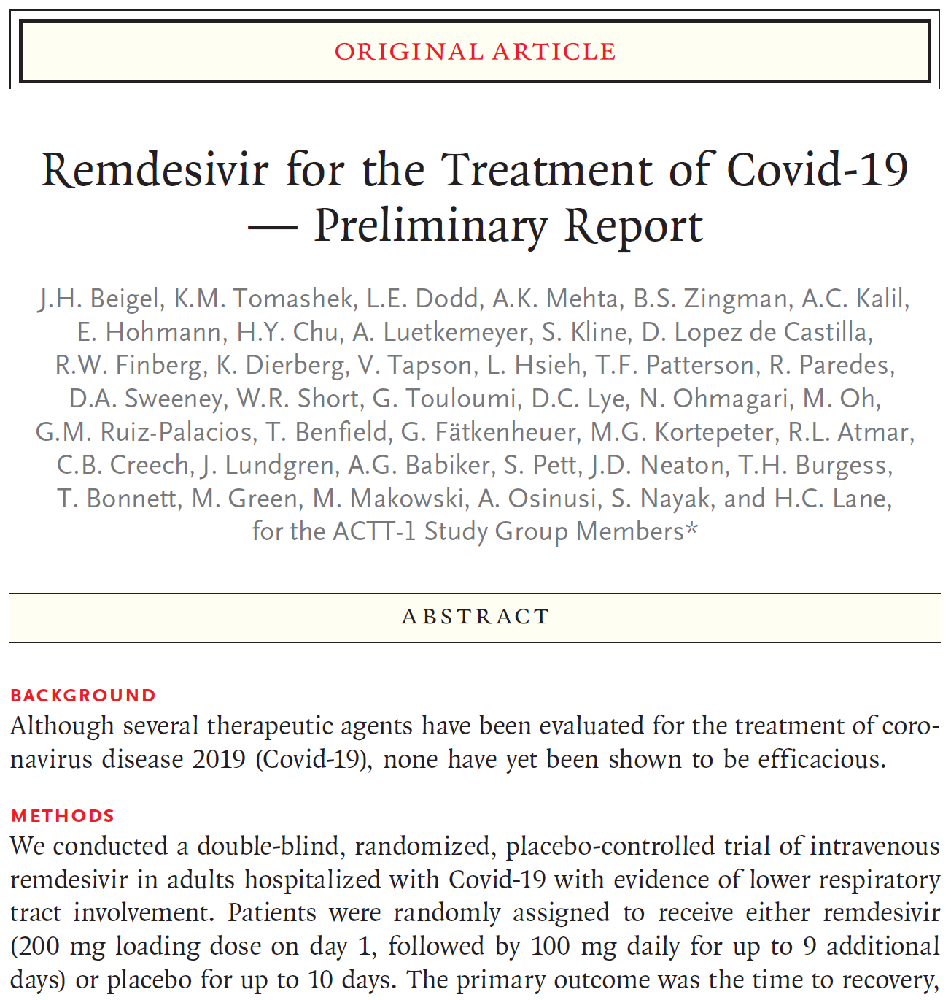 ORIGINAL ARTICLE
Remdesivir for the Treatment of Covid-19
— Preliminary Report
J.H. Beigel, K.M. Tomashek, L.E. Dodd, A.K. Mehta, B.S. Zingman, A.C. Kalil,
E. Hohmann, H.Y. Chu, A. Luetkemeyer, S. Kline, D. Lopez de Castilla,
R.W. Finberg, K. Dierberg, V. Tapson, L. Hsieh, T.F. Patterson, R. Paredes,
D.A. Sweeney, W.R. Short, G. Touloumi, D.C. Lye, N. Ohmagari, M. Oh,
G.M. Ruiz-Palacios, T. Benfield, G. Fätkenheuer, M.G. Kortepeter, R.L. Atmar,
C.B. Creech, J. Lundgren, A.G. Babiker, S. Pett, J.D. Neaton, T.H. Burgess,
T. Bonnett, M. Green, M. Makowski, A. Osinusi, S. Nayak, and H.C. Lane,
for the ACTT-1 Study Group Members*
ABSTRACT
BACKGROUND
Although several therapeutic agents have been evaluated for the treatment of coro-
navirus disease 2019 (Covid-19), none have yet been shown to be efficacious.
METHODS
We conducted a double-blind, randomized, placebo-controlled trial of intravenous
remdesivir in adults hospitalized with Covid-19 with evidence of lower respiratory
tract involvement. Patients were randomly assigned to receive either remdesivir
(200 mg loading dose on day 1, followed by 100 mg daily for up to 9 additional
days) or placebo for up to 10 days. The primary outcome was the time to recovery,